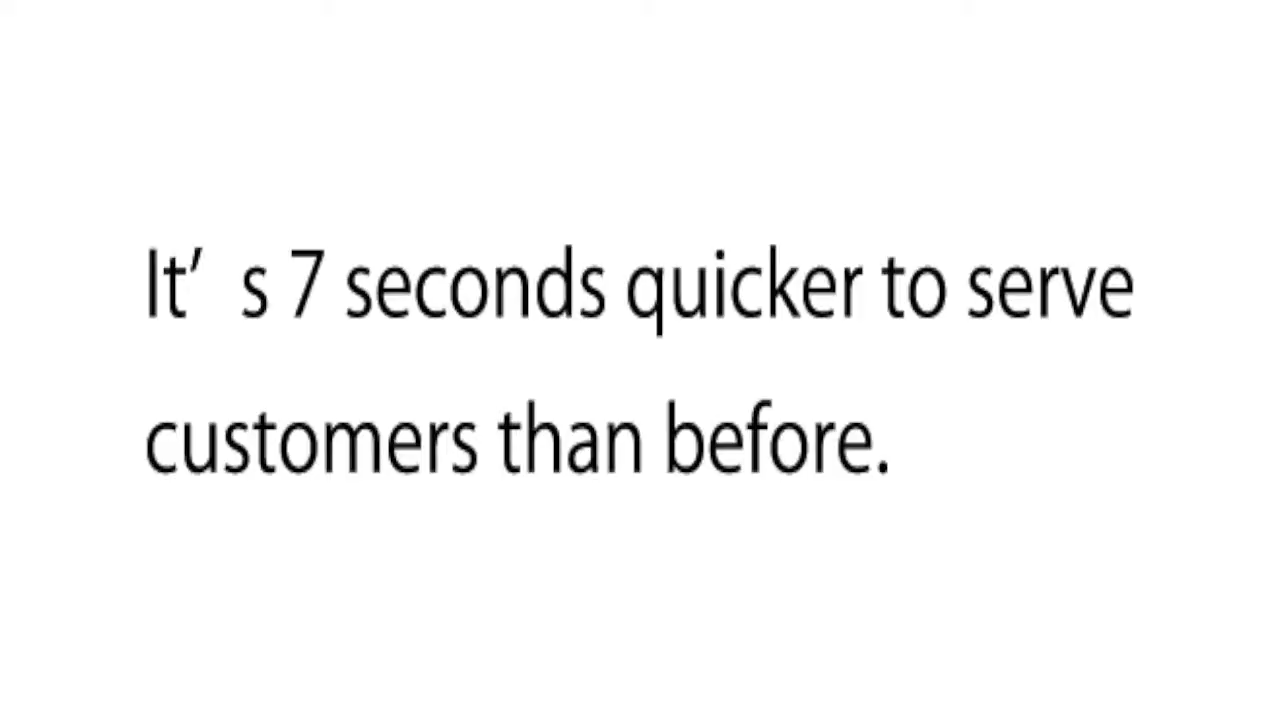 It’s 7 seconds quicker to serve
customers than before.